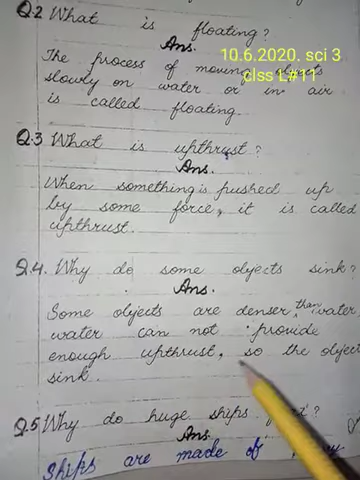 Q.2 What is floating?
Ans.
10.6.2020. sci 3
clss L#11
The process of moving objects
slowly on water or in air
is called floating.
Q.3 What is upthrust?
Ans.
When something is pushed up
by some force, it is called
upthrust.
Q.4. Why do some objects sink?
Ans.
Some objects are denser than water
water can not provide
enough upthrust, so the object
sink.
Q.5 Why do huge ships ?
Ans.
Ships are made of